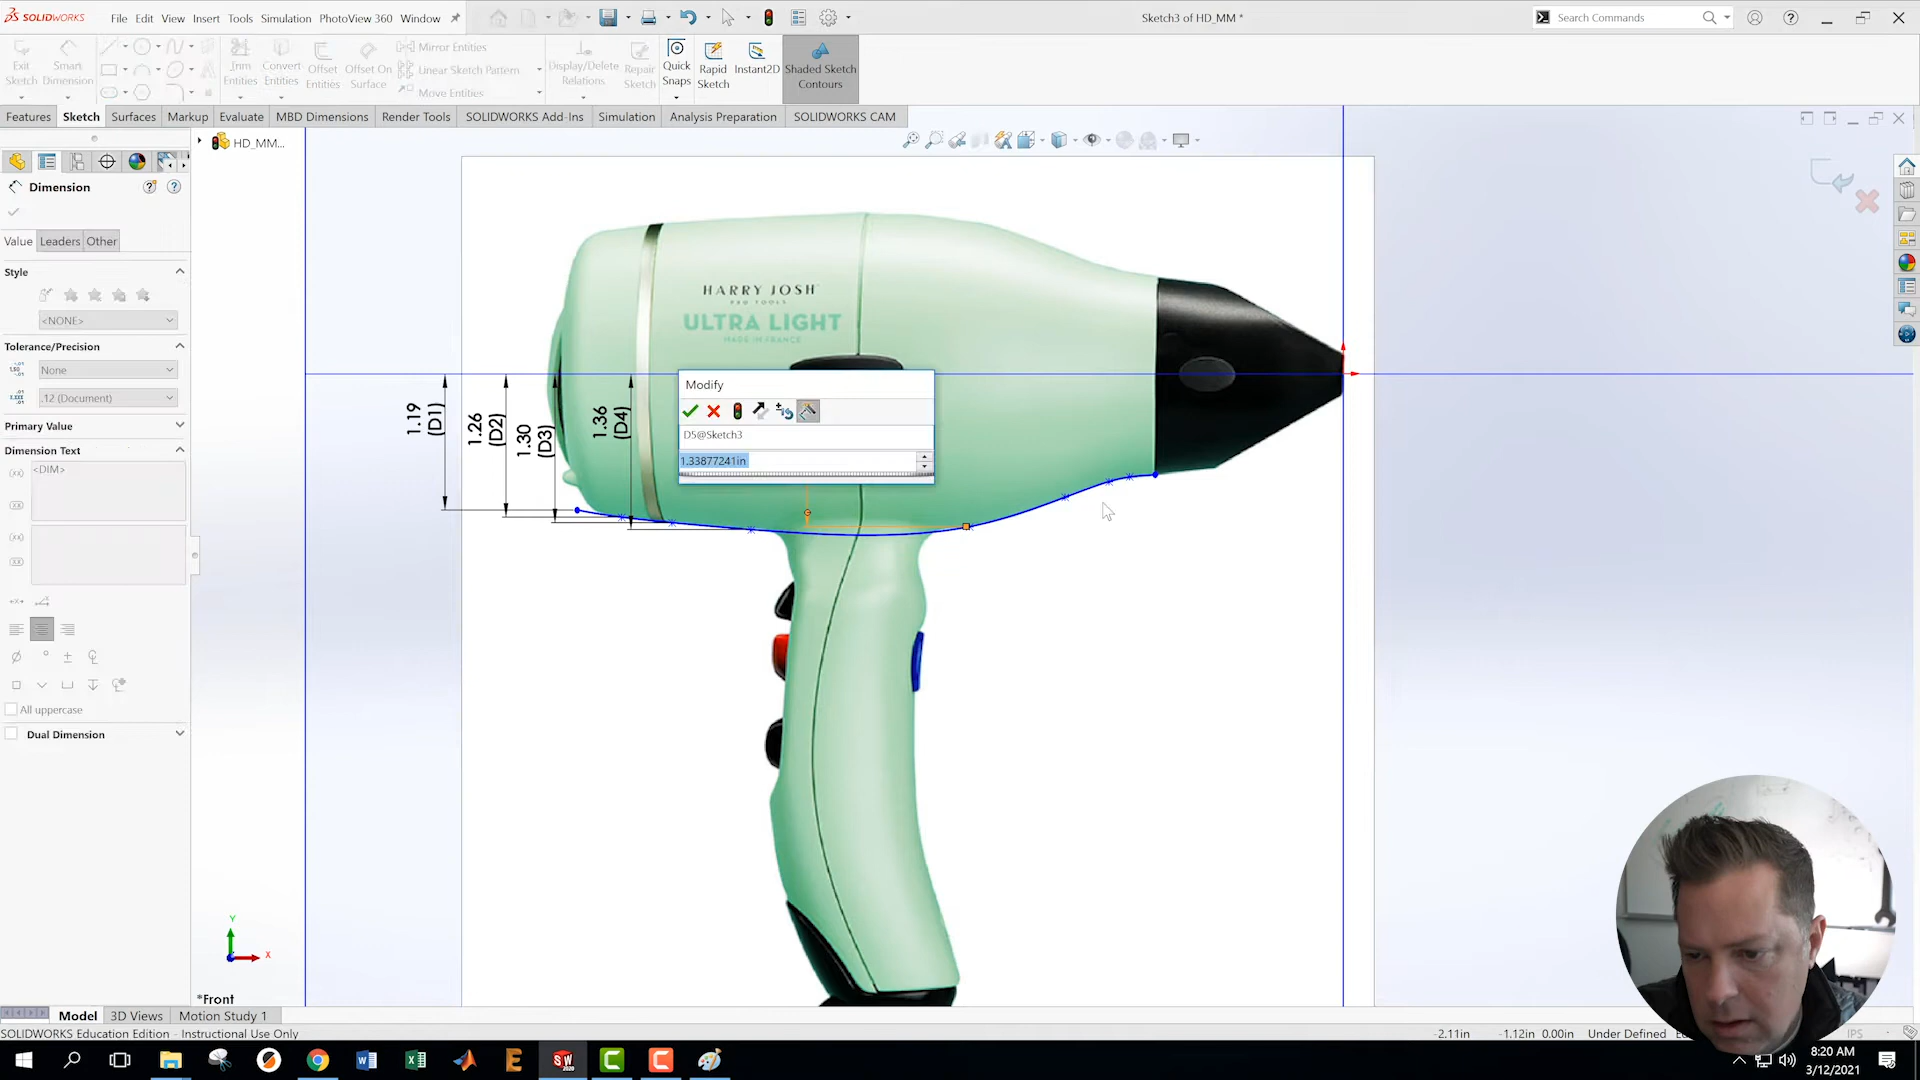 SOLIDWORKS
File Edit View Insert Tools Simulation PhotoView 360 Window
Sketch3 of HD_MM *
Search Commands
Exit Sketch
Smart Dimension
Trim Entities
Convert Entities
Offset Entities
Offset On Surface
Mirror Entities
Linear Sketch Pattern
Move Entities
Display/Delete Relations
Repair Sketch
Quick Snaps
Rapid Sketch
Instant2D
Shaded Sketch Contours
Features Sketch Surfaces Markup Evaluate MBD Dimensions Render Tools SOLIDWORKS Add-Ins Simulation Analysis Preparation SOLIDWORKS CAM
HD_MM...
Dimension
Value Leaders Other
Style
<NONE>
Tolerance/Precision
None
.12 (Document)
Primary Value
Dimension Text
<DIM>
All uppercase
Dual Dimension
HARRY JOSH
PRO TOOLS
ULTRA LIGHT
MADE IN FRANCE
1.19
(D1)
1.26
(D2)
1.30
(D3)
1.36
(D4)
Modify
D5@Sketch3
1.33877241in
Y
X
*Front
Model 3D Views Motion Study 1
SOLIDWORKS Education Edition - Instructional Use Only
-2.11in -1.12in 0.00in Under Defined
IPS
8:20 AM
3/12/2021